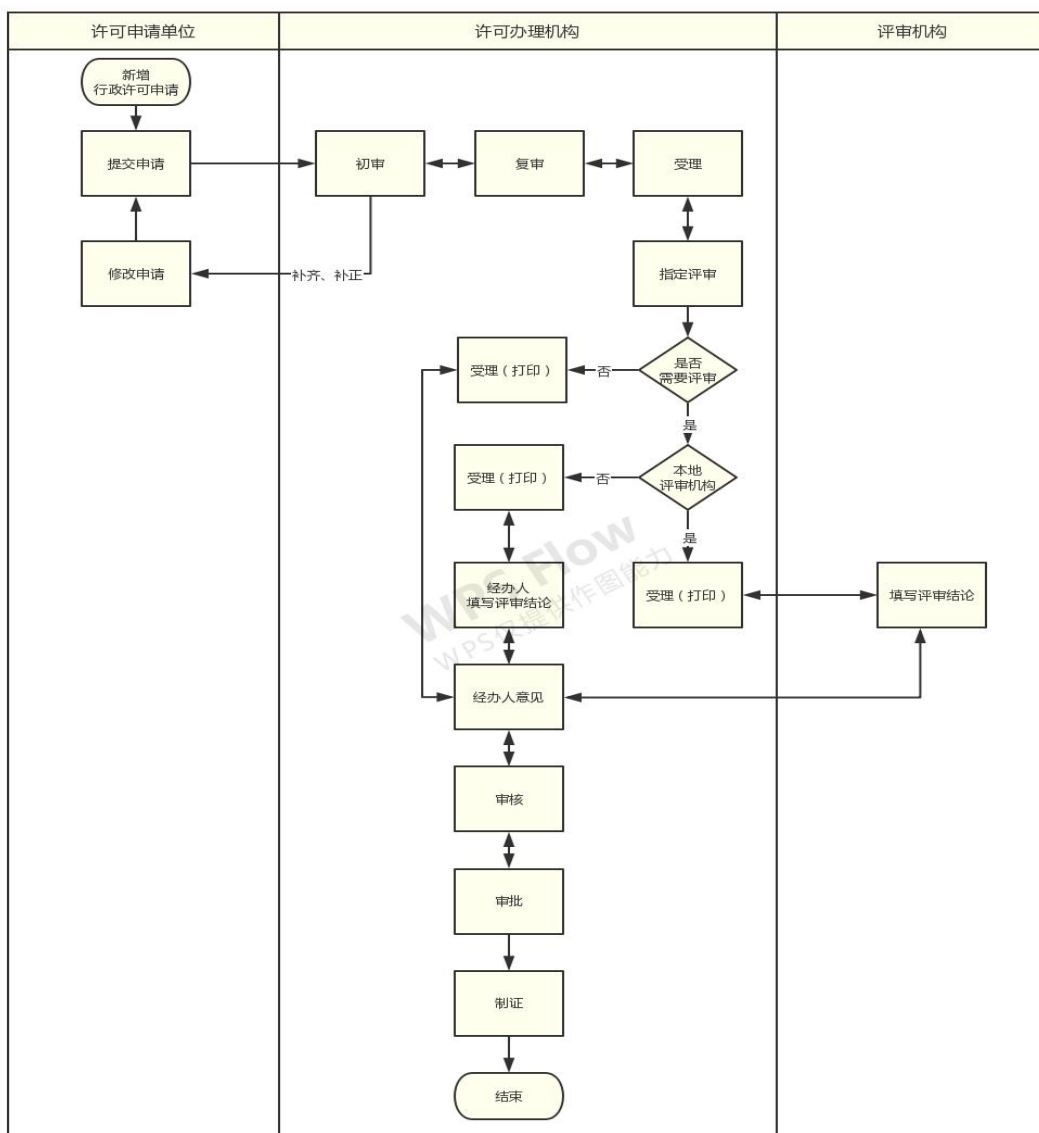 许可申请单位
许可办理机构
评审机构
新增
行政许可申请
提交申请
初审
复审
受理
修改申请
补齐、补正
指定评审
受理（打印）
否
是否
需要评审
是
受理（打印）
否
本地
评审机构
是
经办人
填写评审结论
受理（打印）
填写评审结论
WPS Flow
WPS仅提供作图能力
经办人意见
审核
审批
制证
结束